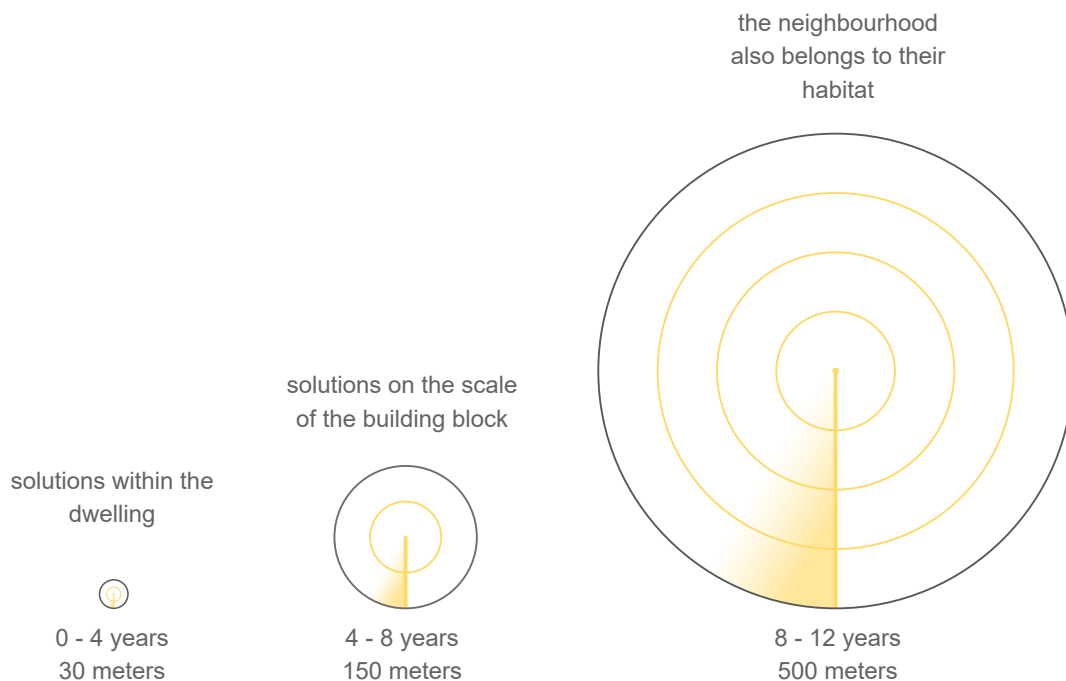 the neighbourhood
also belongs to their
habitat
solutions on the scale
of the building block
solutions within the
dwelling
0 - 4 years
30 meters
4 - 8 years
150 meters
8 - 12 years
500 meters